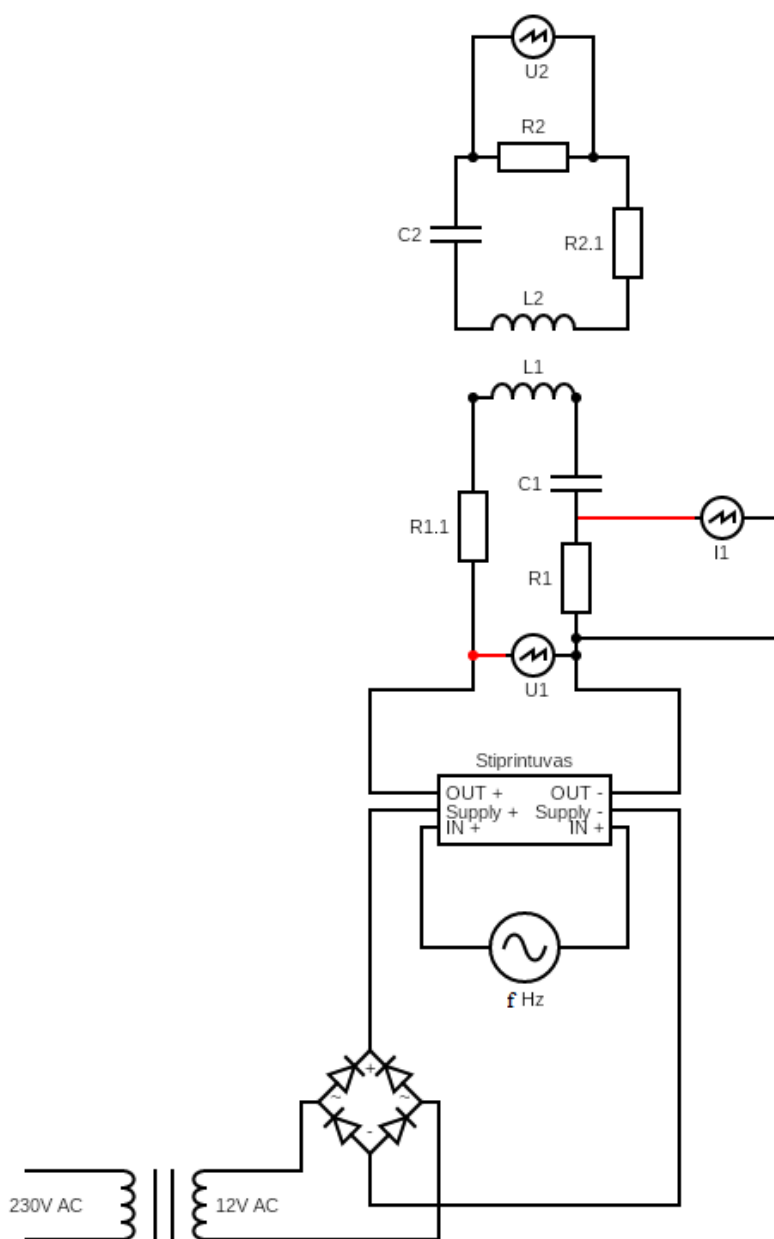 U2
R2
C2
R2.1
L2
L1
C1
R1.1
I1
R1
U1
Stiprintuvas
OUT + OUT -
Supply + Supply -
IN + IN +
f Hz
+
~ ~
-
230V AC 12V AC